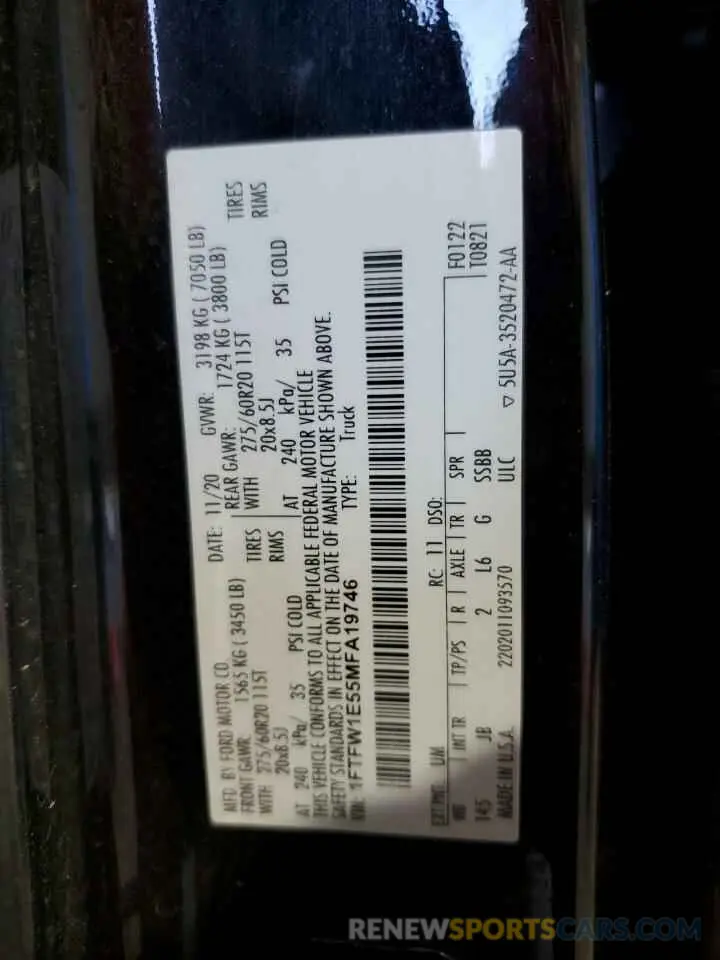 MFD BY FORD MOTOR CO. DATE: 11/20 GVWR: 3198 KG ( 7050 LB)
FRONT GAWR: 1565 KG ( 3450 LB) REAR GAWR: 1724 KG ( 3800 LB)
WITH 275/60R20 115T TIRES WITH 275/60R20 115T TIRES
20x8.5J RIMS 20x8.5J RIMS
AT 240 kPa/ 35 PSI COLD AT 240 kPa/ 35 PSI COLD
THIS VEHICLE CONFORMS TO ALL APPLICABLE FEDERAL MOTOR VEHICLE
SAFETY STANDARDS IN EFFECT ON THE DATE OF MANUFACTURE SHOWN ABOVE.
VIN: 1FTFW1E55MFA19746 TYPE: Truck
EXT PNT: UM RC: 11 DSO: F0122
WB INT TR TP/PS R AXLE TR SPR T0821
145 JB 2 L6 G SSBB
MADE IN U.S.A. 2202011093570 ULC ▽ 5U5A-3520472-AA
RENEWSPORTSCARS.COM